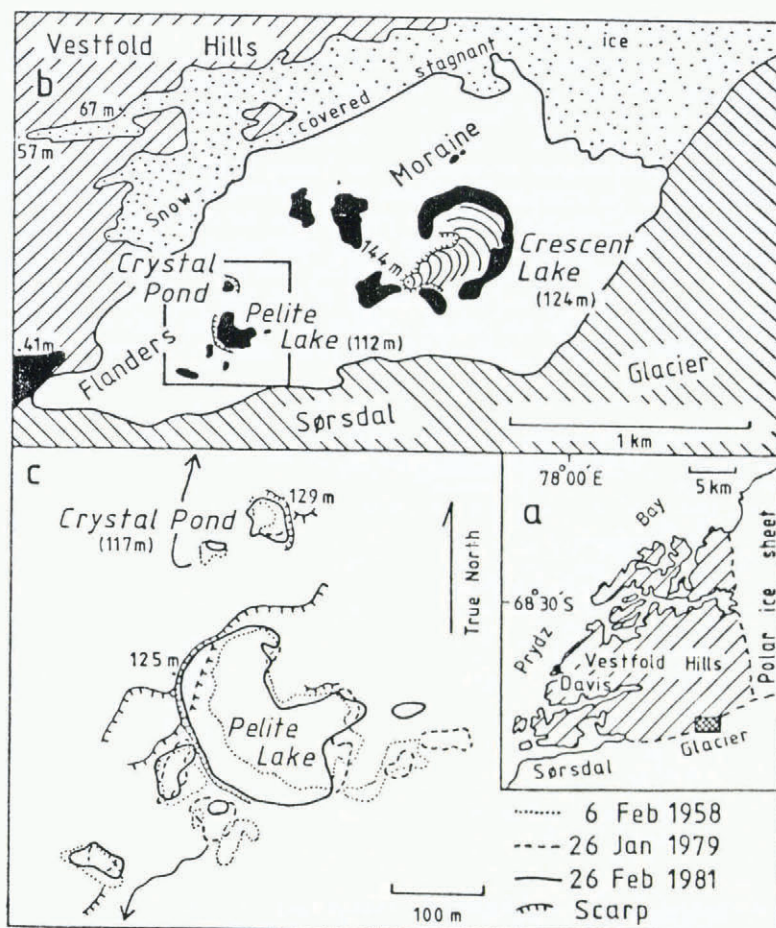 Vestfold Hills
ice
b
stagnant
67 m
covered
57 m
Moraine
Snow
144 m
Crescent
Lake
(124m)
Crystal
Pond
Pelite
Lake (112m)
.41m
Flanders
Glacier
Sørsdal
1 km
c
129 m
Crystal Pond
(117m)
True North
125 m
Pelite
Lake
100 m
78°00'E
5 km
a
Bay
Polar ice sheet
68°30'S
Prydz
Vestfold Hills
Davis
Glacier
Sørsdal
6 Feb 1958
26 Jan 1979
26 Feb 1981
Scarp